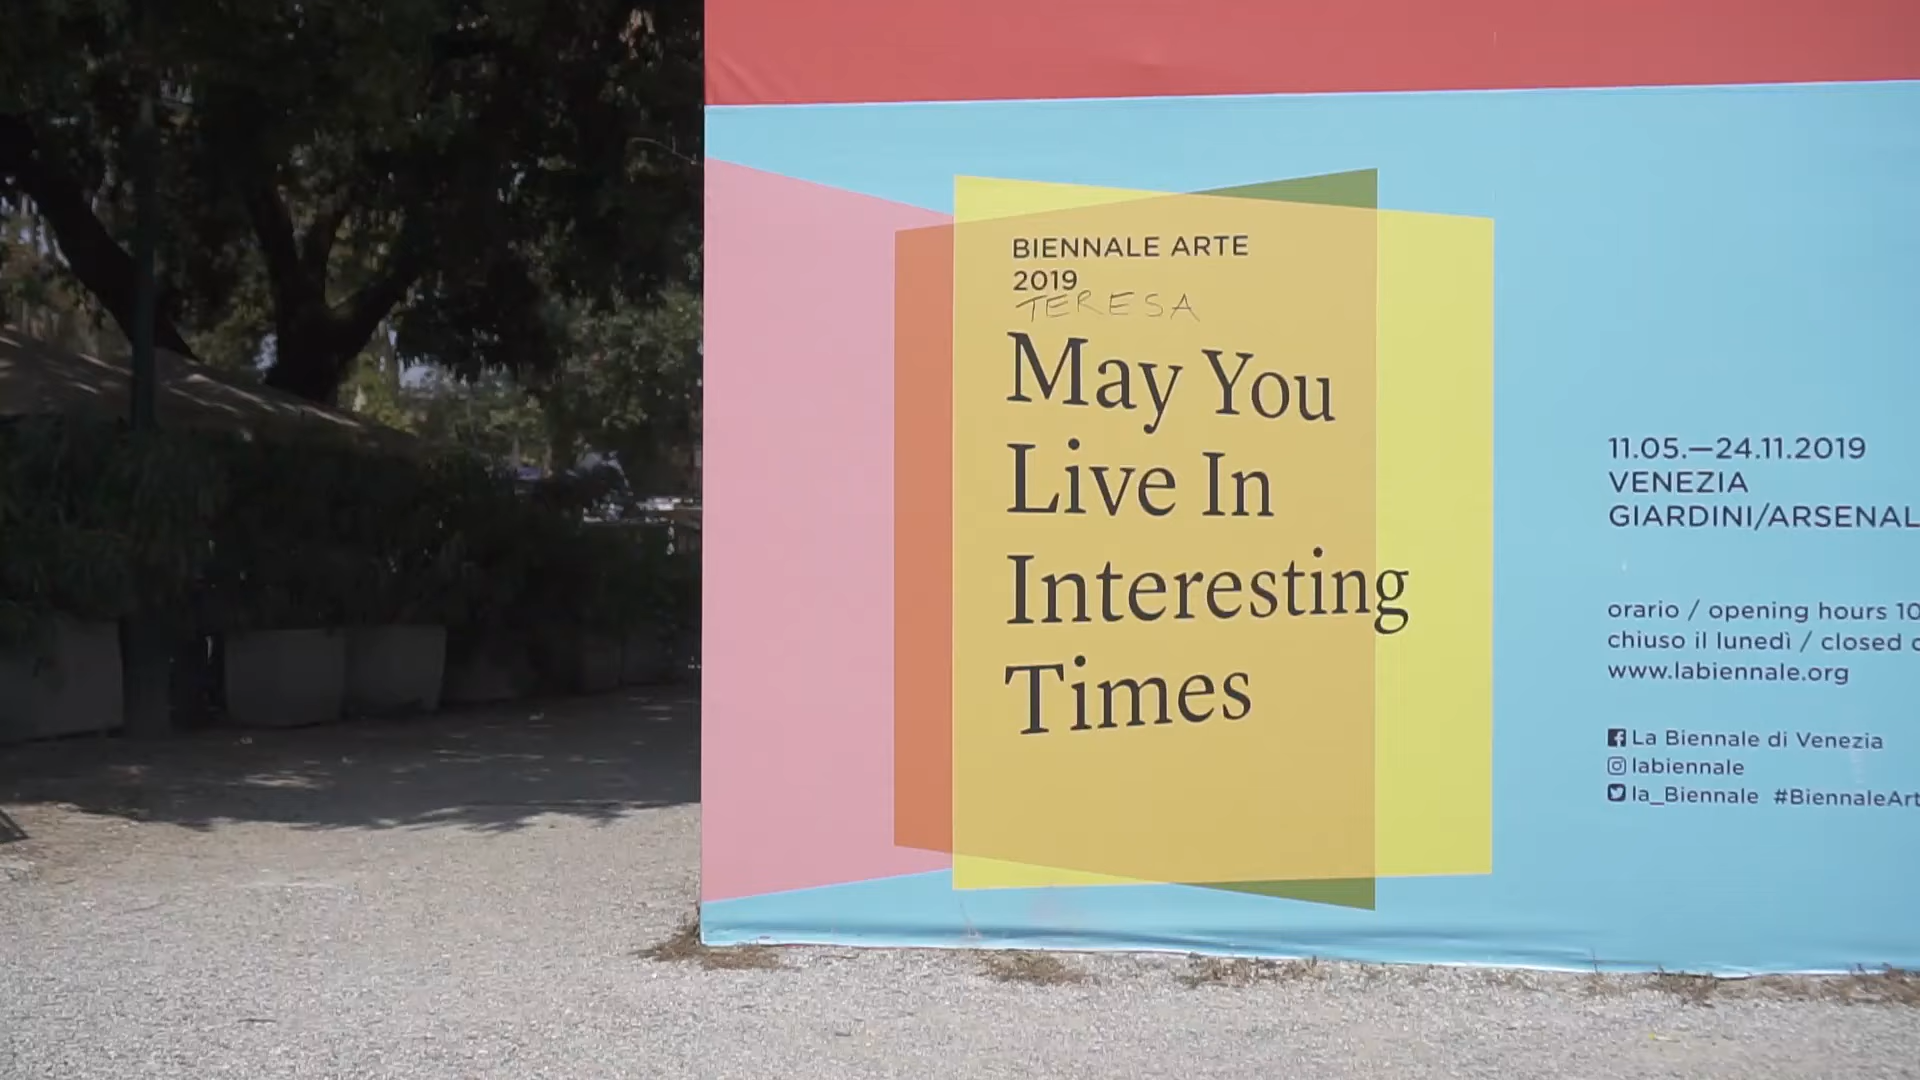 BIENNALE ARTE
2019
TERESA
May You
Live In
Interesting
Times
11.05.—24.11.2019
VENEZIA
GIARDINI/ARSENAL
orario / opening hours 10
chiuso il lunedì / closed
www.labiennale.org
La Biennale di Venezia
labiennale
la_Biennale #BiennaleArt